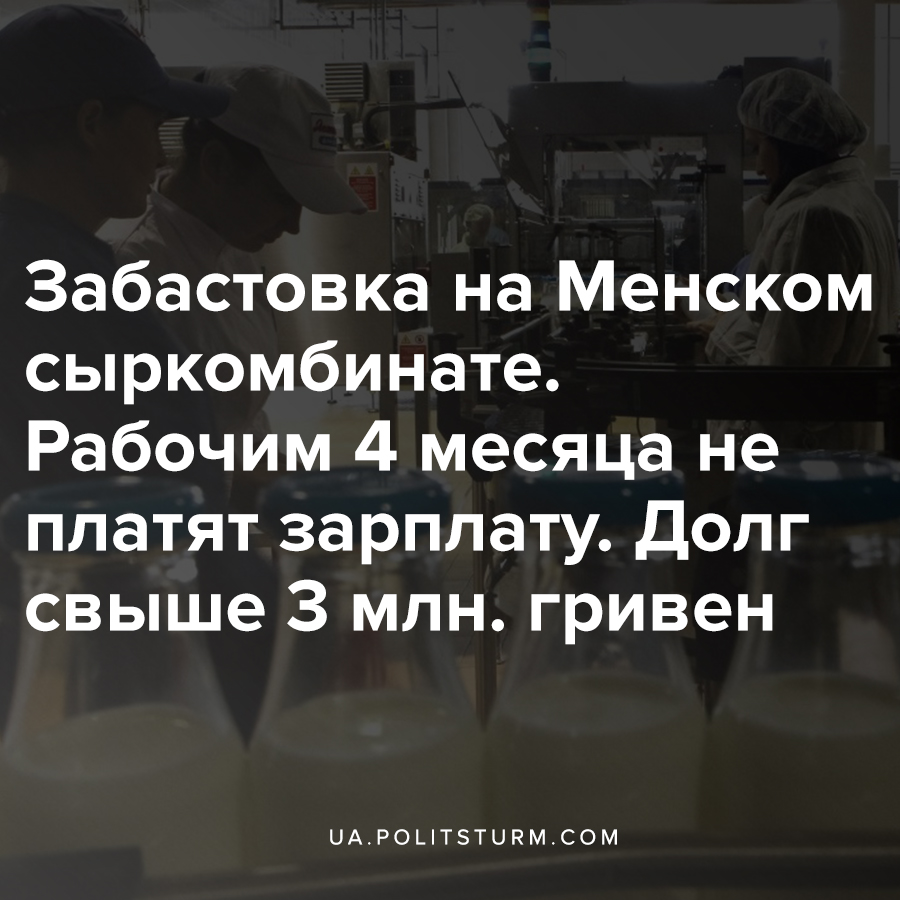 Забастовка на Менском
сыркомбинате.
Рабочим 4 месяца не
платят зарплату. Долг
свыше 3 млн. гривен
UA.POLITSTURM.COM